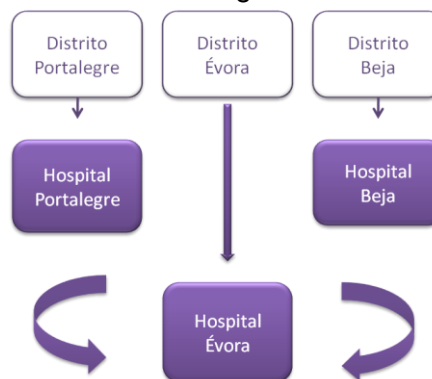 Distrito
Portalegre
Distrito
Évora
Distrito
Beja
Hospital
Portalegre
Hospital
Beja
Hospital
Évora